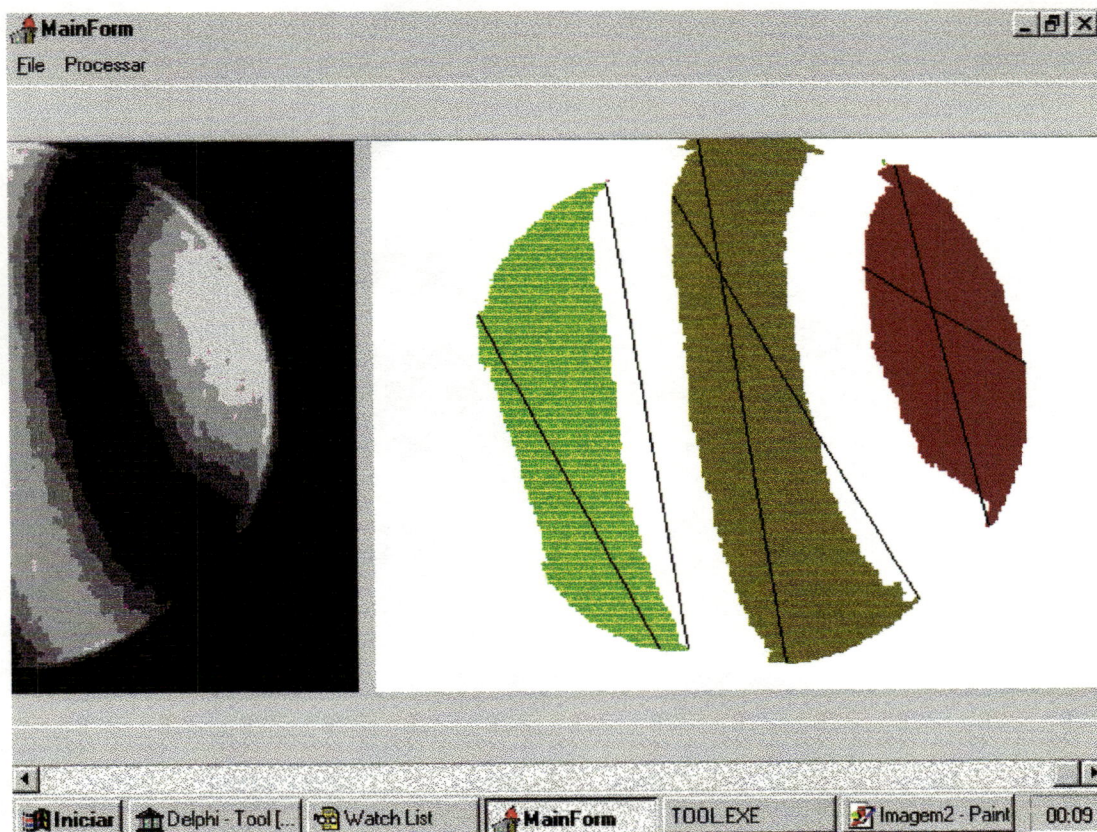 MainForm
File Processar
Iniciar Delphi - Tool [... Watch List MainForm TOOL.EXE Imagem2 - Paint 00:09